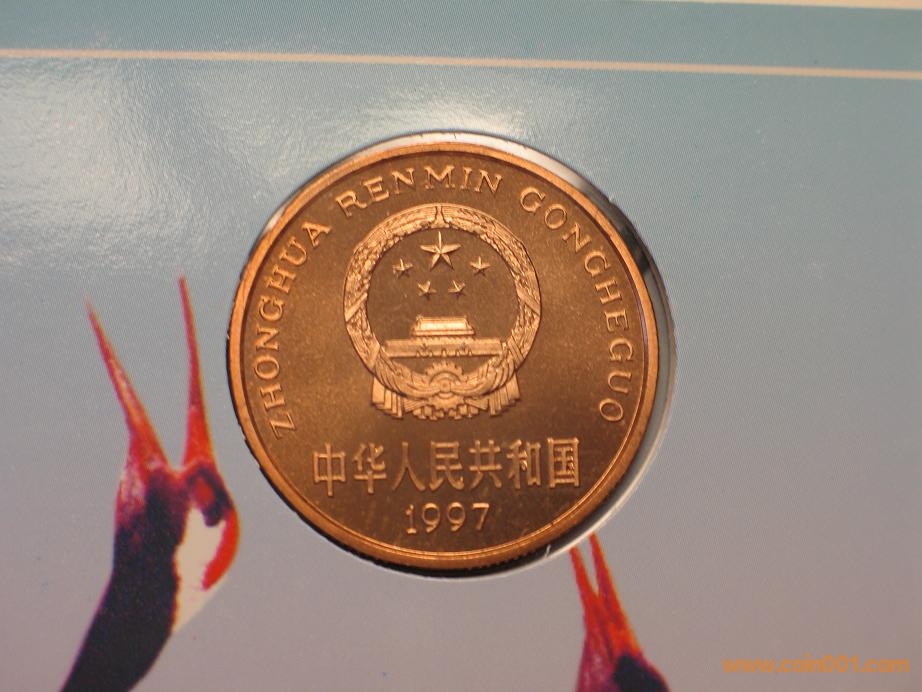 ZHONGHUA RENMIN GONGHEGUO
中华人民共和国
1997
www.coin001.com